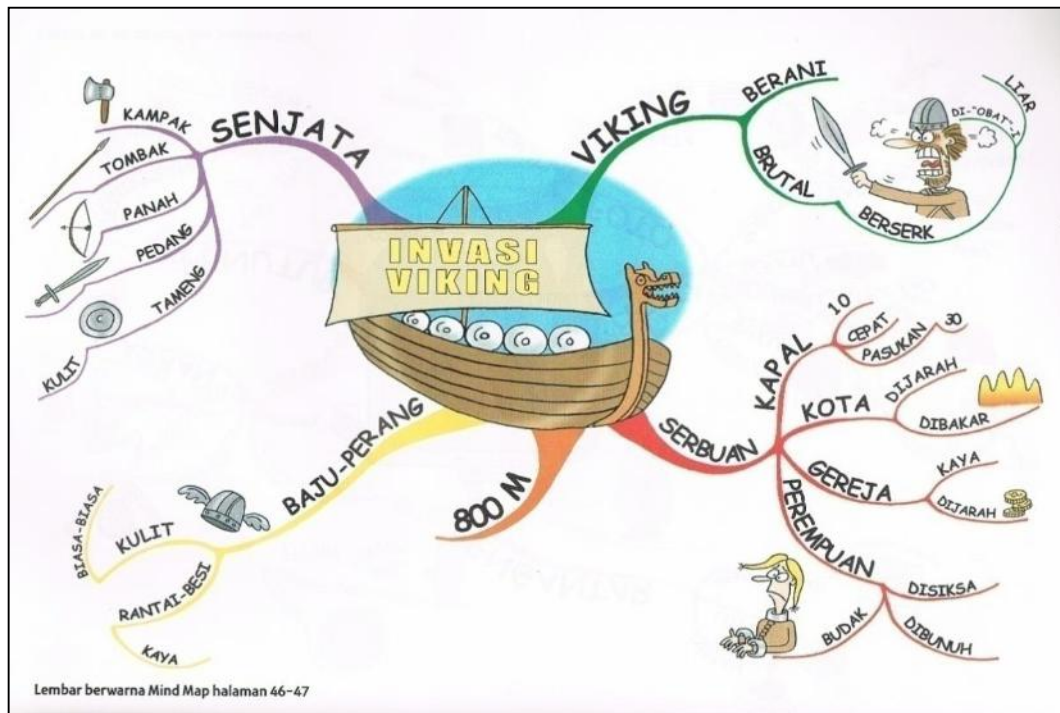 INVASI
VIKING
SENJATA
KAMPAK
TOMBAK
PANAH
PEDANG
TAMENG
KULIT
VIKING
BERANI
BRUTAL
BERSERK
DI-"OBAT"-I
LIAR
SERBUAN
KAPAL
10
CEPAT
PASUKAN
30
KOTA
DIJARAH
DIBAKAR
GEREJA
KAYA
DIJARAH
PEREMPUAN
DISIKSA
DIBUNUH
BUDAK
800 M
BAJU-PERANG
KULIT
BIASA-BIASA
RANTAI-BESI
KAYA
Lembar berwarna Mind Map halaman 46-47